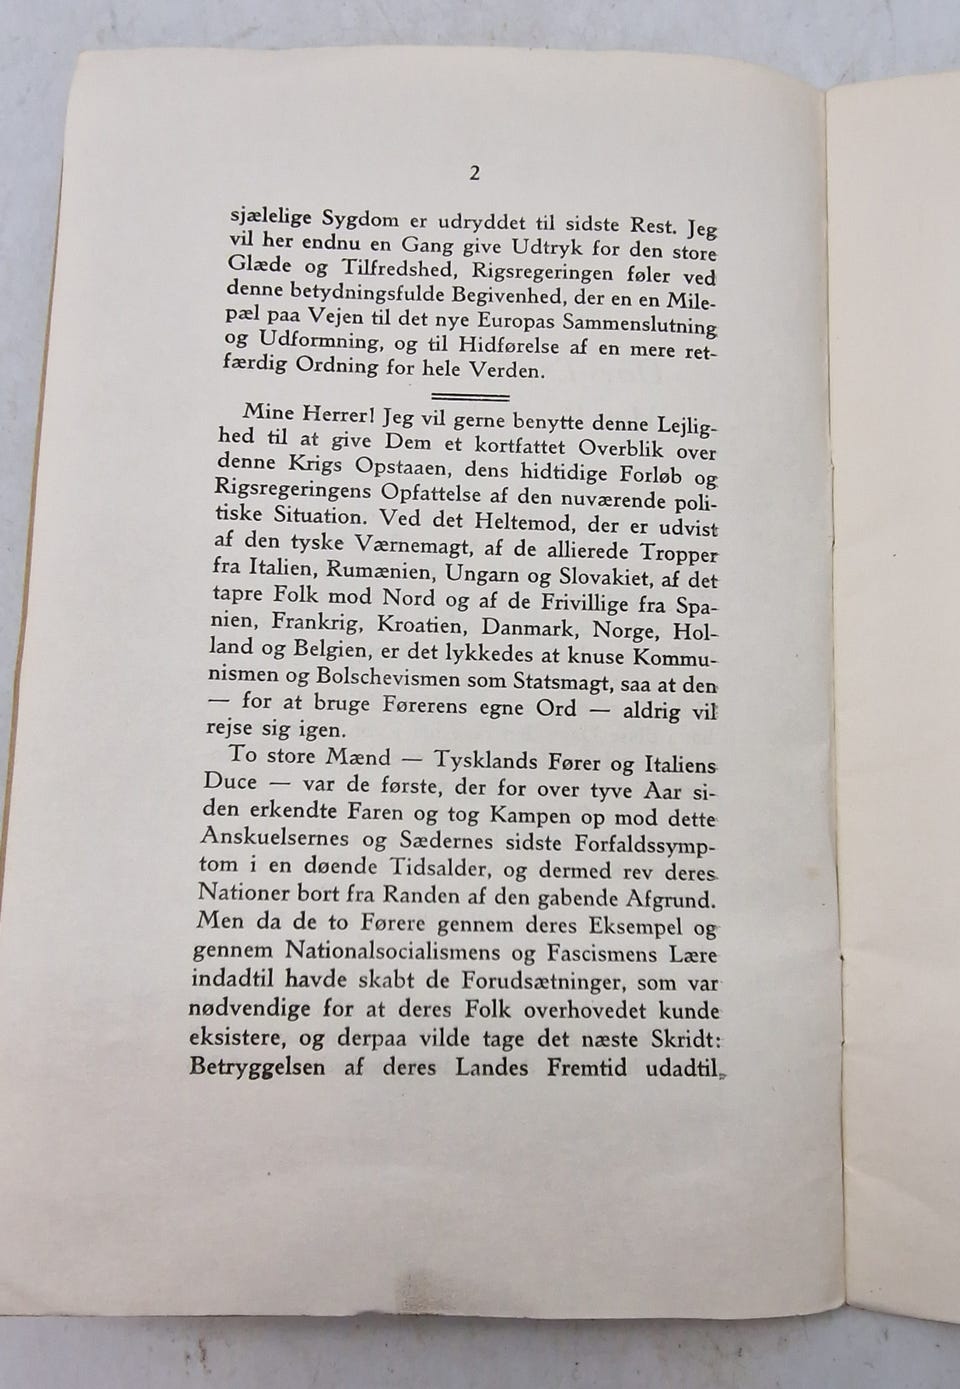 2
sjælelige Sygdom er udryddet til sidste Rest. Jeg
vil her endnu en Gang give Udtryk for den store
Glæde og Tilfredshed, Rigsregeringen føler ved
denne betydningsfulde Begivenhed, der en en Mile-
pæl paa Vejen til det nye Europas Sammenslutning
og Udformning, og til Hidførelse af en mere ret-
færdig Ordning for hele Verden.
Mine Herrer! Jeg vil gerne benytte denne Lejlig-
hed til at give Dem et kortfattet Overblik over
denne Krigs Opstaaen, dens hidtidige Forløb og
Rigsregeringens Opfattelse af den nuværende poli-
tiske Situation. Ved det Heltemod, der er udvist
af den tyske Værnemagt, af de allierede Tropper
fra Italien, Rumænien, Ungarn og Slovakiet, af det
tapre Folk mod Nord og af de Frivillige fra Spa-
nien, Frankrig, Kroatien, Danmark, Norge, Hol-
land og Belgien, er det lykkedes at knuse Kommu-
nismen og Bolschevismen som Statsmagt, saa at den
— for at bruge Førerens egne Ord — aldrig vil
rejse sig igen.
To store Mænd — Tysklands Fører og Italiens
Duce — var de første, der for over tyve Aar si-
den erkendte Faren og tog Kampen op mod dette
Anskuelsernes og Sædernes sidste Forfaldssymp-
tom i en døende Tidsalder, og dermed rev deres
Nationer bort fra Randen af den gabende Afgrund.
Men da de to Førere gennem deres Eksempel og
gennem Nationalsocialismens og Fascismens Lære
indadtil havde skabt de Forudsætninger, som var
nødvendige for at deres Folk overhovedet kunde
eksistere, og derpaa vilde tage det næste Skridt:
Betryggelsen af deres Landes Fremtid udadtil,